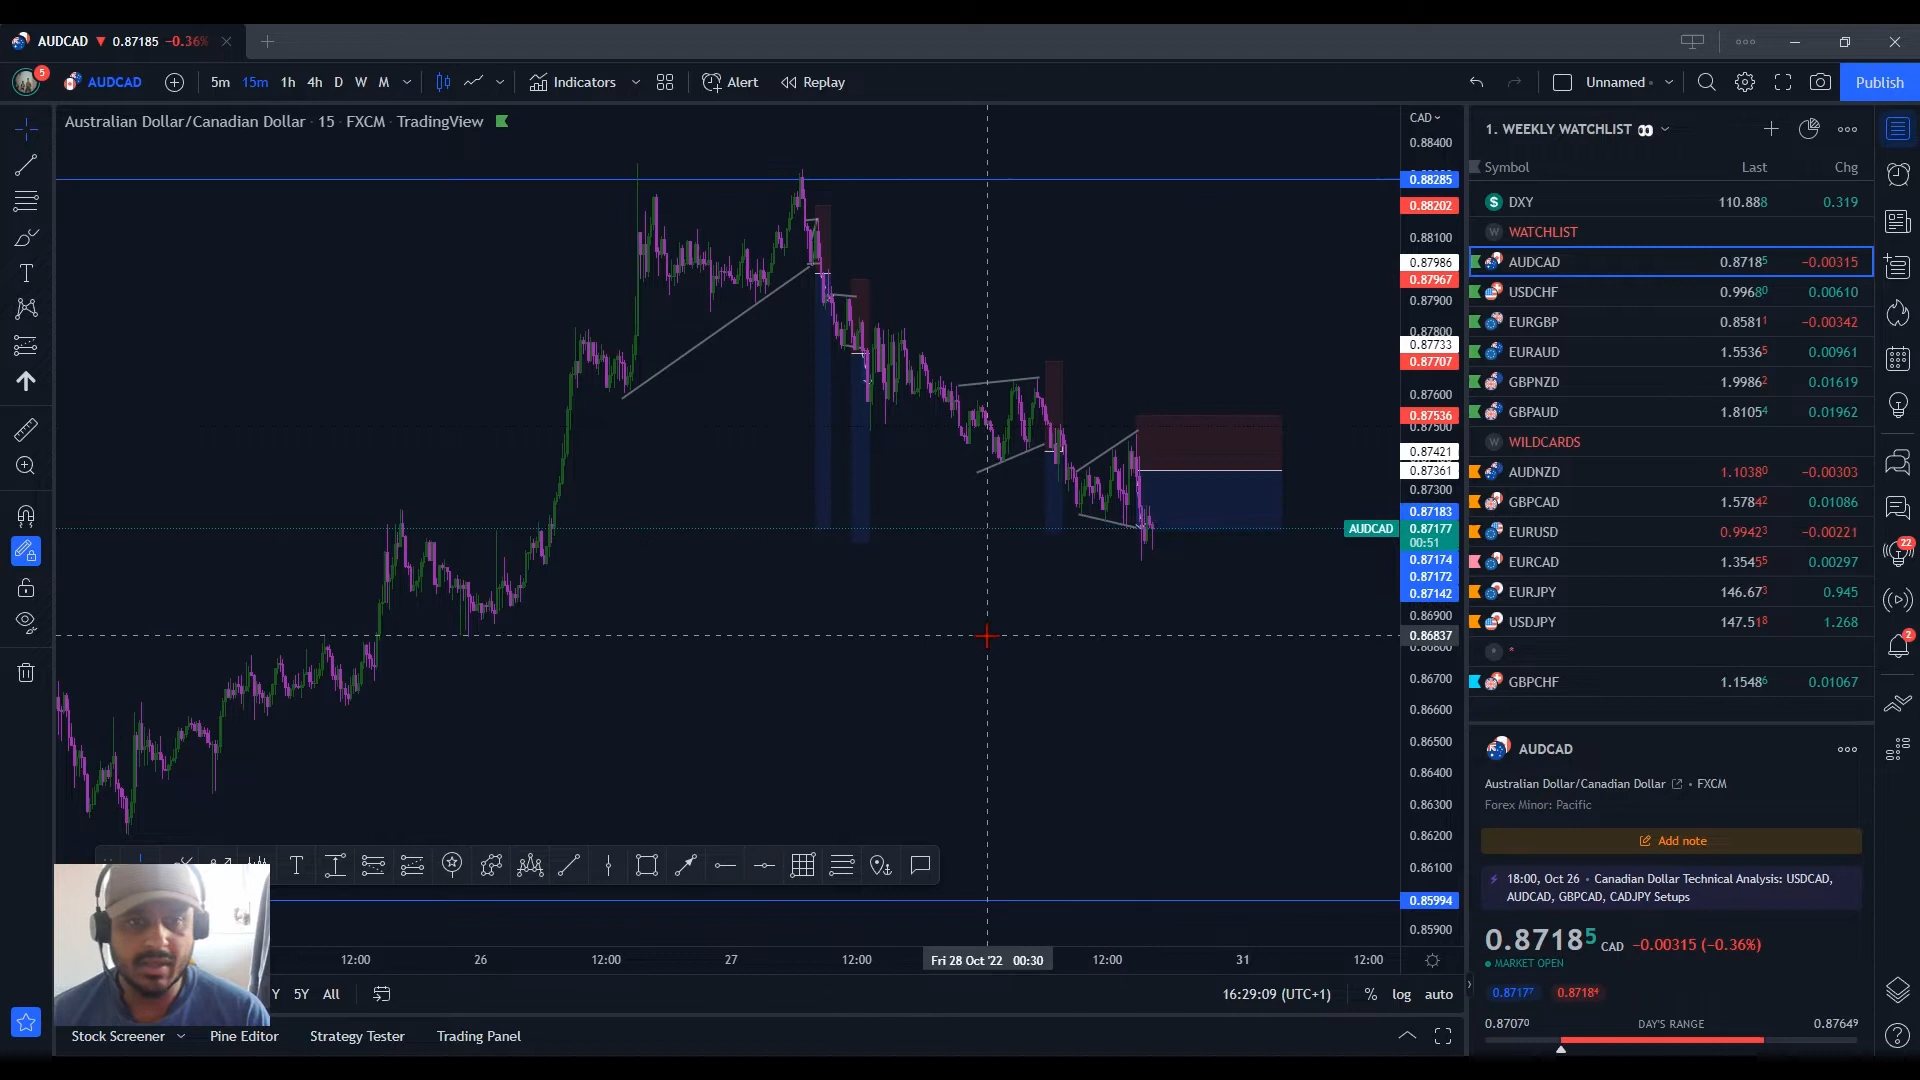 AUDCAD ▼ 0.87185 −0.36%
5
AUDCAD 5m 15m 1h 4h D W M Indicators Alert Replay Unnamed Publish
Australian Dollar/Canadian Dollar · 15 · FXCM · TradingView
CAD
0.88400
0.88285
0.88202
0.88100
0.87986
0.87967
0.87900
0.87800
0.87733
0.87707
0.87600
0.87536
0.87500
0.87421
0.87361
0.87300
0.87183
AUDCAD 0.87177
00:51
0.87174
0.87172
0.87142
0.86900
0.86837
0.86800
0.86700
0.86600
0.86500
0.86400
0.86300
0.86200
0.86100
0.85994
0.85900
12:00 26 12:00 27 12:00 Fri 28 Oct '22 00:30 12:00 31 12:00
Y 5Y All 16:29:09 (UTC+1) % log auto
Stock Screener Pine Editor Strategy Tester Trading Panel
1. WEEKLY WATCHLIST
Symbol Last Chg
DXY 110.888 0.319
W WATCHLIST
AUDCAD 0.87185 −0.00315
USDCHF 0.99680 0.00610
EURGBP 0.85811 −0.00342
EURAUD 1.55365 0.00961
GBPNZD 1.99862 0.01619
GBPAUD 1.81054 0.01962
W WILDCARDS
AUDNZD 1.10380 −0.00303
GBPCAD 1.57842 0.01086
EURUSD 0.99423 −0.00221
EURCAD 1.35455 0.00297
EURJPY 146.673 0.945
USDJPY 147.518 1.268
*
GBPCHF 1.15486 0.01067
22
2
AUDCAD
Australian Dollar/Canadian Dollar • FXCM
Forex Minor: Pacific
Add note
18:00, Oct 26 • Canadian Dollar Technical Analysis: USDCAD,
AUDCAD, GBPCAD, CADJPY Setups
0.87185 CAD −0.00315 (−0.36%)
MARKET OPEN
0.87177 0.87184
0.87070 DAY'S RANGE 0.87649